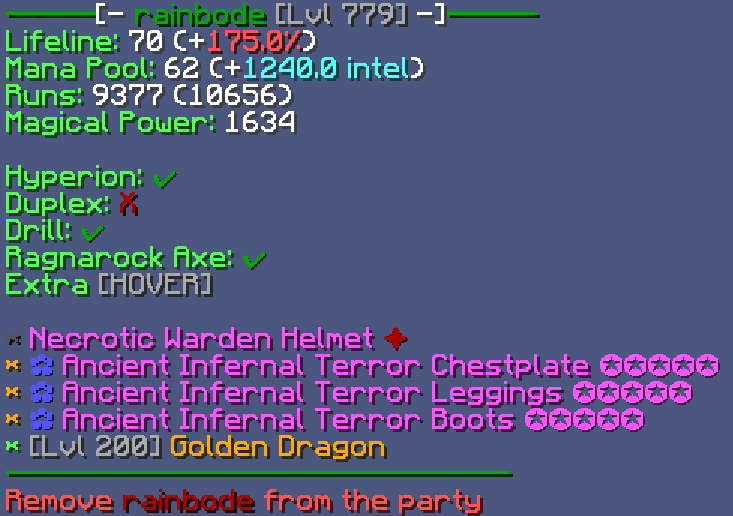 [- rainbode [Lvl 779] -]
Lifeline: 70 (+175.0%)
Mana Pool: 62 (+1240.0 intel)
Runs: 9377 (10656)
Magical Power: 1634
Hyperion: ✔
Duplex: ✘
Drill: ✔
Ragnarock Axe: ✔
Extra [HOVER]
× Necrotic Warden Helmet ✦
× ✿ Ancient Infernal Terror Chestplate ✪✪✪✪✪
× ✿ Ancient Infernal Terror Leggings ✪✪✪✪✪
× ✿ Ancient Infernal Terror Boots ✪✪✪✪✪
× [Lvl 200] Golden Dragon
Remove rainbode from the party